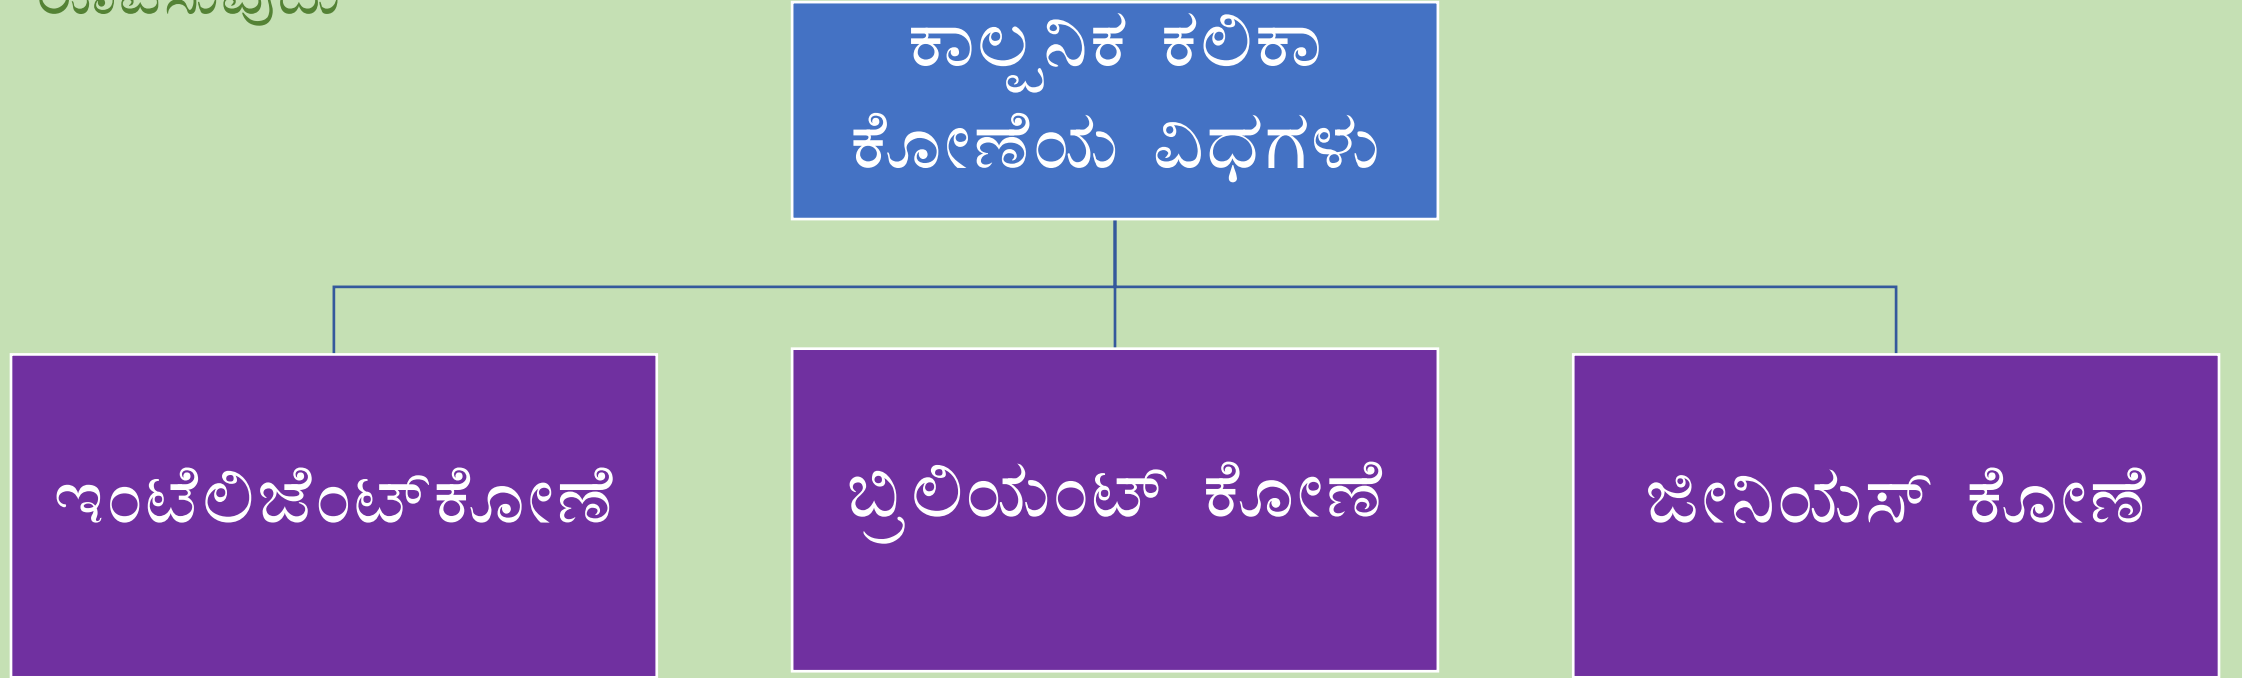 ಕಾಲ್ಪನಿಕ ಕಲಿಕಾ
ಕೋಣೆಯ ವಿಧಗಳು
ಇಂಟೆಲಿಜೆಂಟ್‌ಕೋಣೆ
ಬ್ರಿಲಿಯಂಟ್ ಕೋಣೆ
ಜೀನಿಯಸ್ ಕೋಣೆ